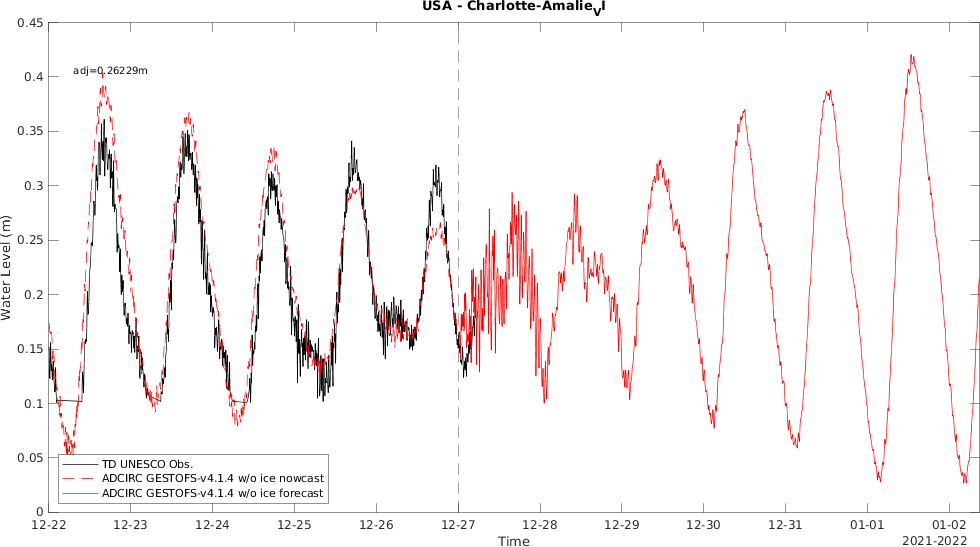 USA - Charlotte-AmalieVI
0.45
adj=0.26229m
0.4
0.35
0.3
0.25
0.2
0.15
0.1
0.05
0
Water Level (m)
TD UNESCO Obs.
ADCIRC GESTOFS-v4.1.4 w/o ice nowcast
ADCIRC GESTOFS-v4.1.4 w/o ice forecast
12-22 12-23 12-24 12-25 12-26 12-27 12-28 12-29 12-30 12-31 01-01 01-02
Time
2021-2022